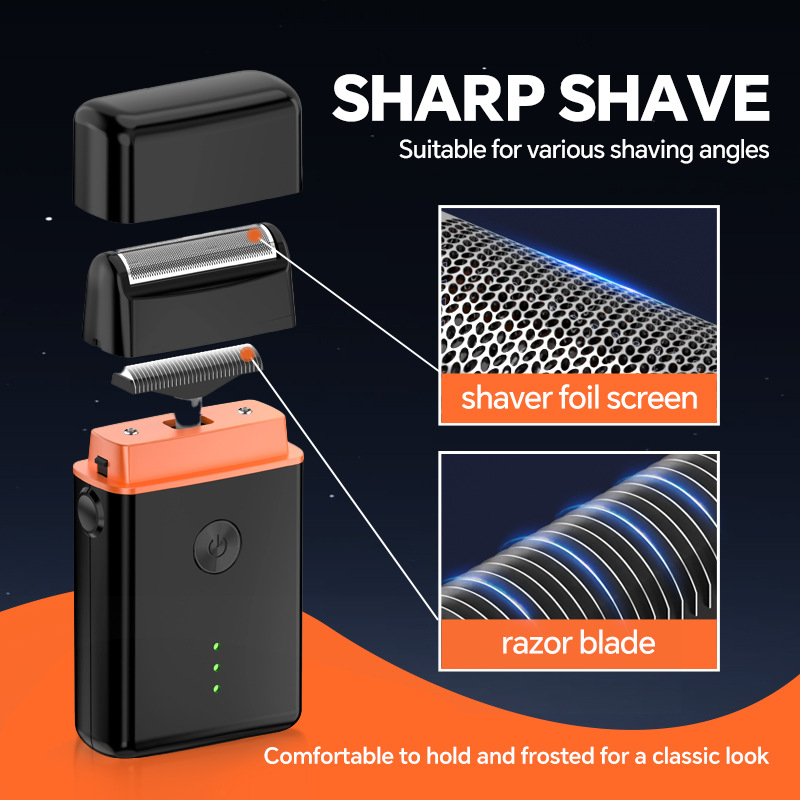 SHARP SHAVE
Suitable for various shaving angles
shaver foil screen
razor blade
Comfortable to hold and frosted for a classic look